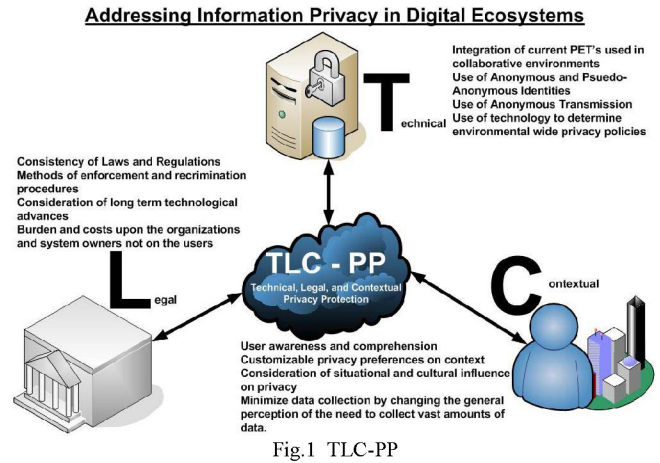 Addressing Information Privacy in Digital Ecosystems
Integration of current PET's used in
collaborative environments
Use of Anonymous and Psuedo-
Anonymous Identities
Use of Anonymous Transmission
Use of technology to determine
environmental wide privacy policies
Technical
Consistency of Laws and Regulations
Methods of enforcement and recrimination
procedures
Consideration of long term technological
advances
Burden and costs upon the organizations
and system owners not on the users
Legal
TLC - PP
Technical, Legal, and Contextual
Privacy Protection
Contextual
User awareness and comprehension
Customizable privacy preferences on context
Consideration of situational and cultural influence
on privacy
Minimize data collection by changing the general
perception of the need to collect vast amounts of
data.
Fig.1 TLC-PP